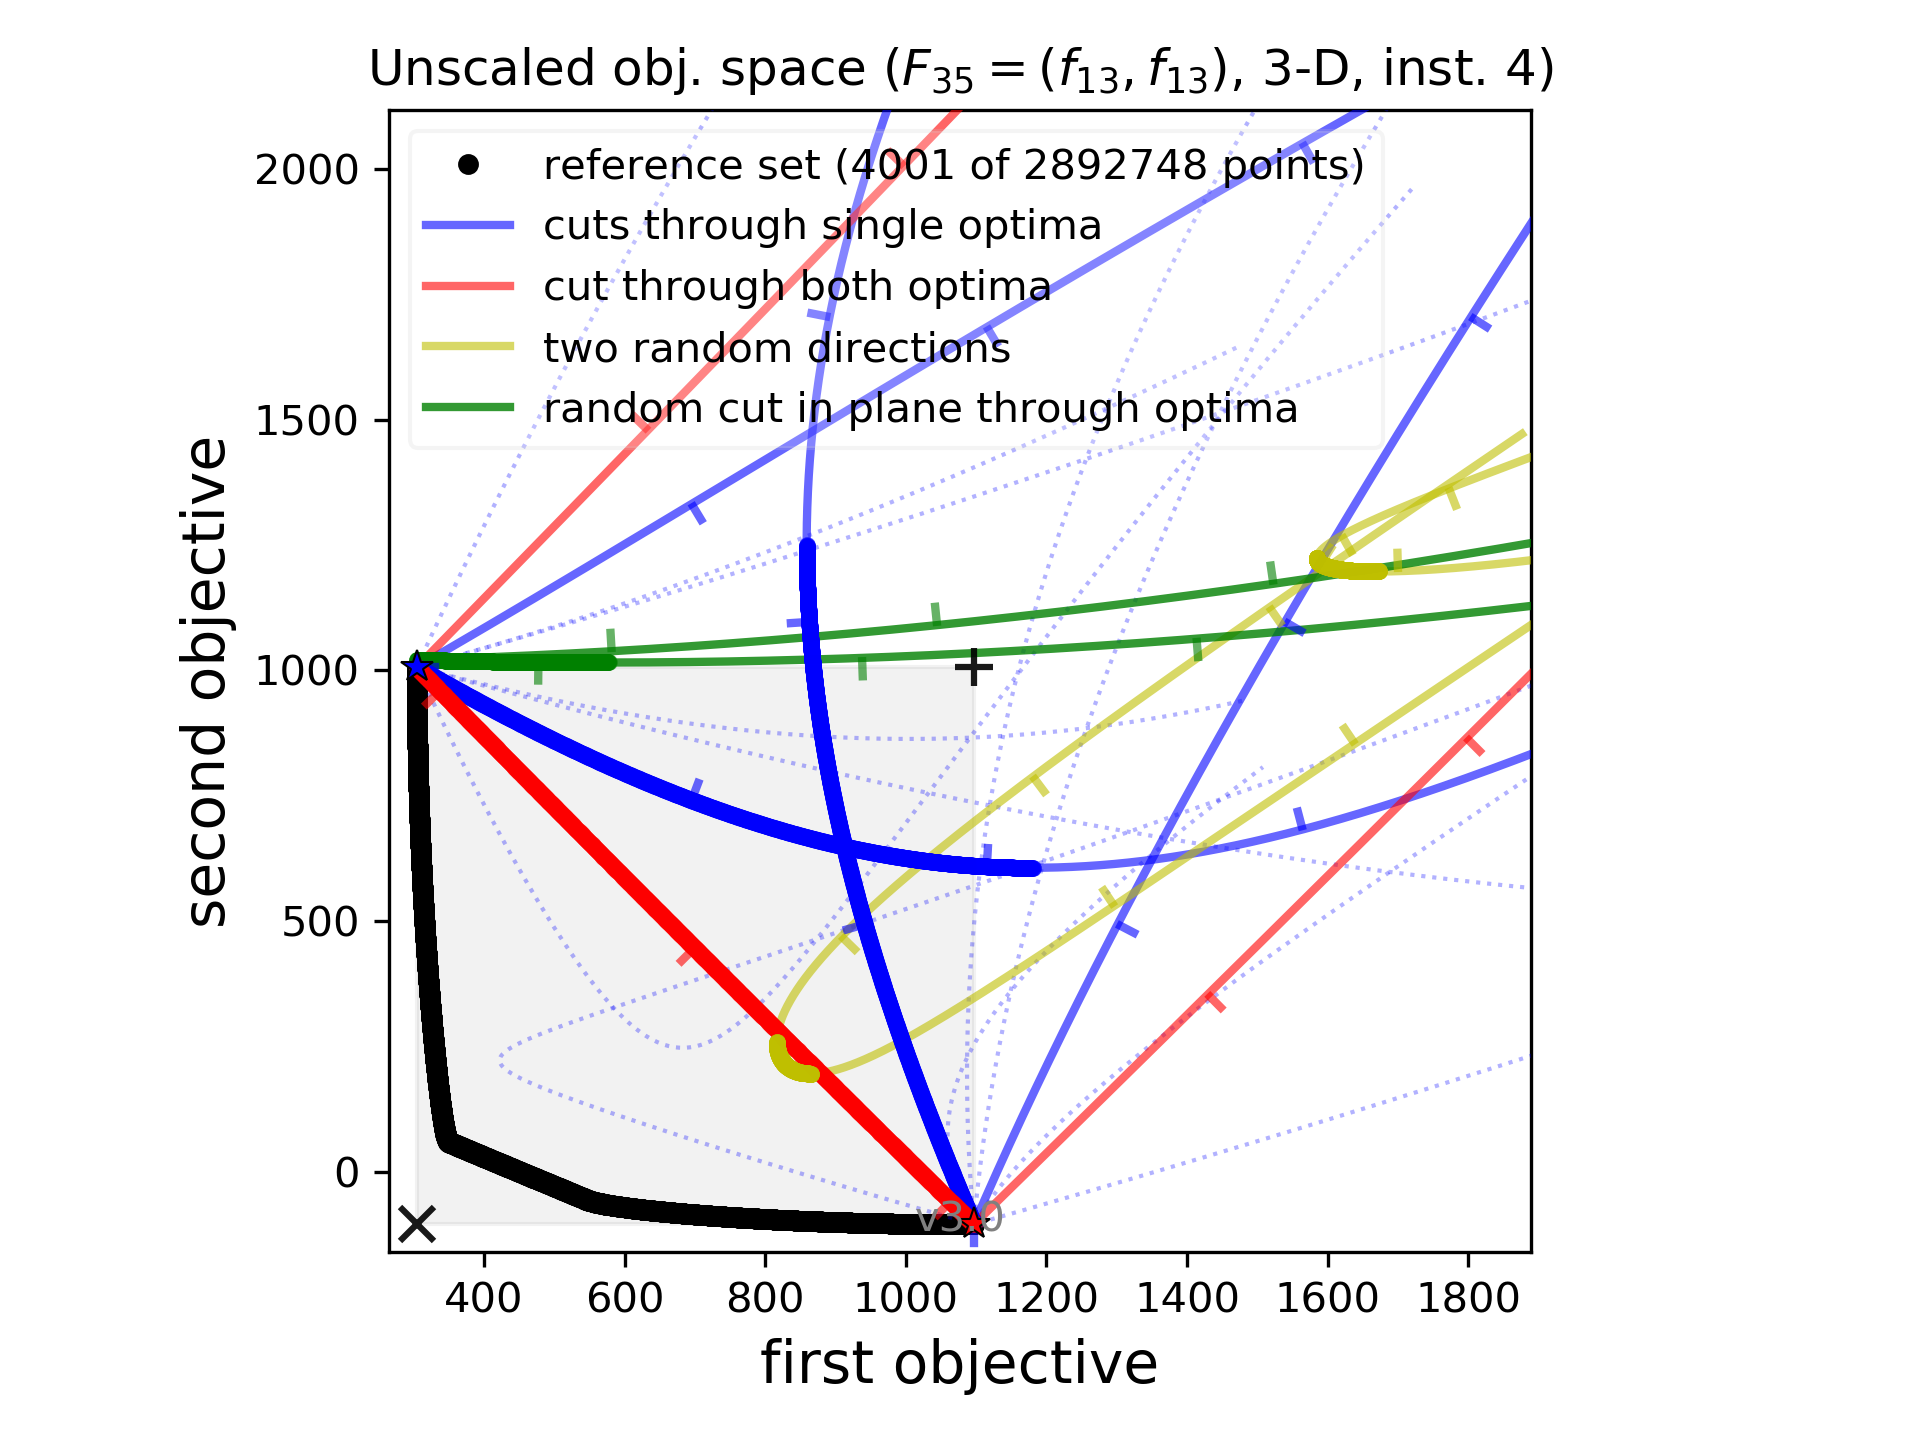 Unscaled obj. space (F35 = (f13, f13), 3-D, inst. 4)
reference set (4001 of 2892748 points)
cuts through single optima
cut through both optima
two random directions
random cut in plane through optima
second objective
2000
1500
1000
500
0
v3.0
400 600 800 1000 1200 1400 1600 1800
first objective